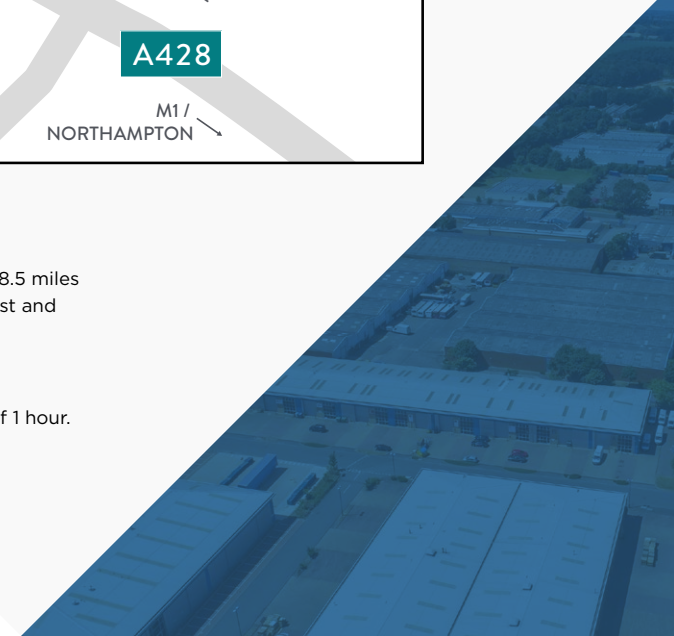 A428
M1 /
NORTHAMPTON
8.5 miles
st and
f 1 hour.